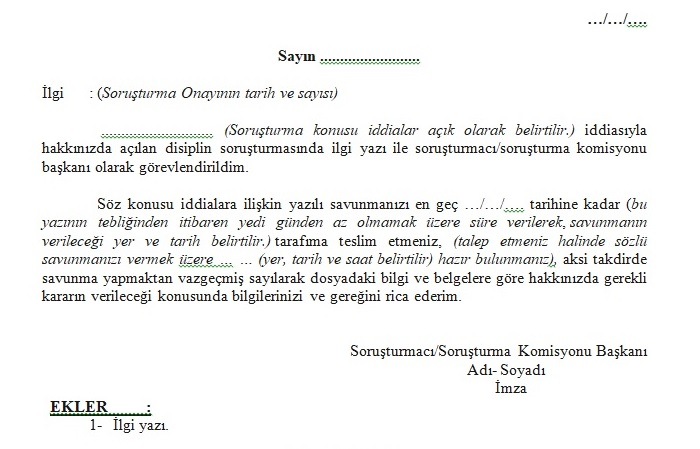 .../.../....
Sayın .........................
İlgi : (Soruşturma Onayının tarih ve sayısı)
............................ (Soruşturma konusu iddialar açık olarak belirtilir.) iddiasıyla
hakkınızda açılan disiplin soruşturmasında ilgi yazı ile soruşturmacı/soruşturma komisyonu
başkanı olarak görevlendirildim.
Söz konusu iddialara ilişkin yazılı savunmanızı en geç .../.../.... tarihine kadar (bu
yazının tebliğinden itibaren yedi günden az olmamak üzere süre verilerek, savunmanın
verileceği yer ve tarih belirtilir.) tarafıma teslim etmeniz, (talep etmeniz halinde sözlü
savunmanızı vermek üzere ... ... (yer, tarih ve saat belirtilir) hazır bulunmanız), aksi takdirde
savunma yapmaktan vazgeçmiş sayılarak dosyadaki bilgi ve belgelere göre hakkınızda gerekli
kararın verileceği konusunda bilgilerinizi ve gereğini rica ederim.
Soruşturmacı/Soruşturma Komisyonu Başkanı
Adı- Soyadı
İmza
EKLER :
1- İlgi yazı.